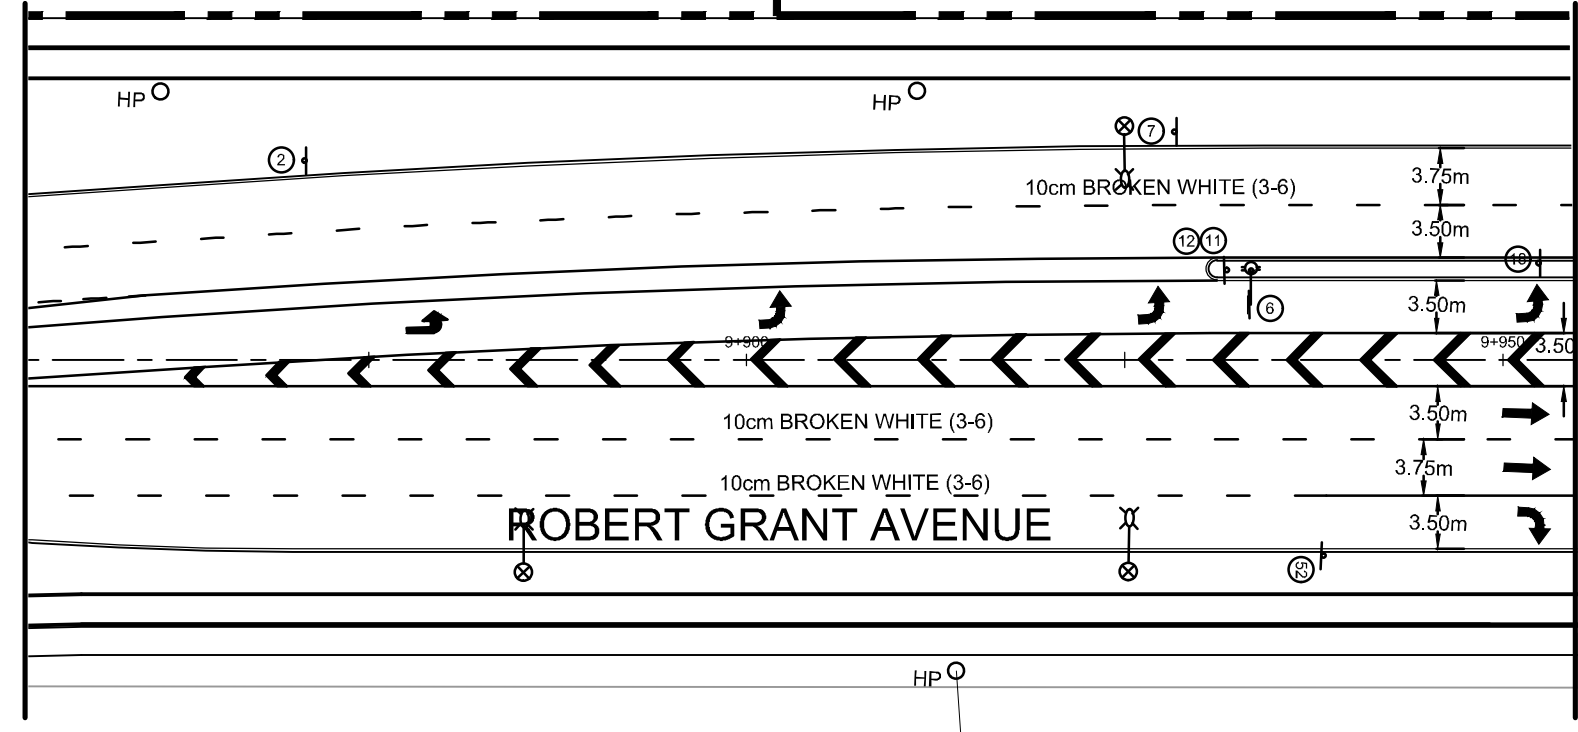 HP
HP
2
7
10cm BROKEN WHITE (3-6)
3.75m
3.50m
12
11
18
3.50m
6
9+900
9+950
3.50
10cm BROKEN WHITE (3-6)
3.50m
3.75m
10cm BROKEN WHITE (3-6)
ROBERT GRANT AVENUE
3.50m
52
HP